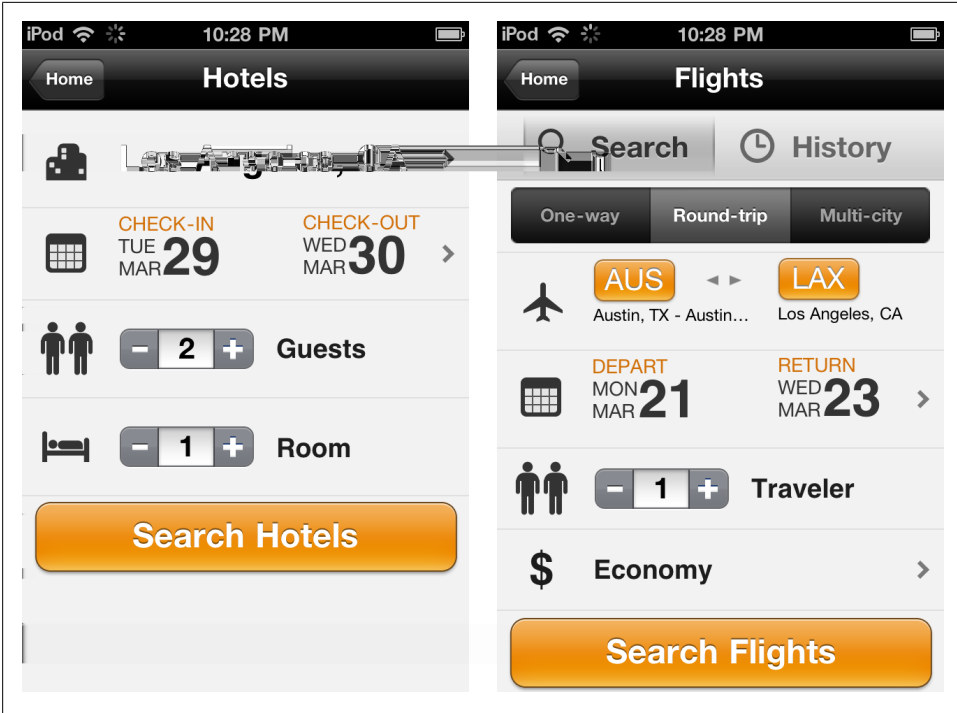 iPod 10:28 PM
Home Hotels
CHECK-IN CHECK-OUT
TUE MAR 29 WED MAR 30
- 2 + Guests
- 1 + Room
Search Hotels
iPod 10:28 PM
Home Flights
Search History
One-way Round-trip Multi-city
AUS LAX
Austin, TX - Austin... Los Angeles, CA
DEPART RETURN
MON MAR 21 WED MAR 23
- 1 + Traveler
$ Economy
Search Flights